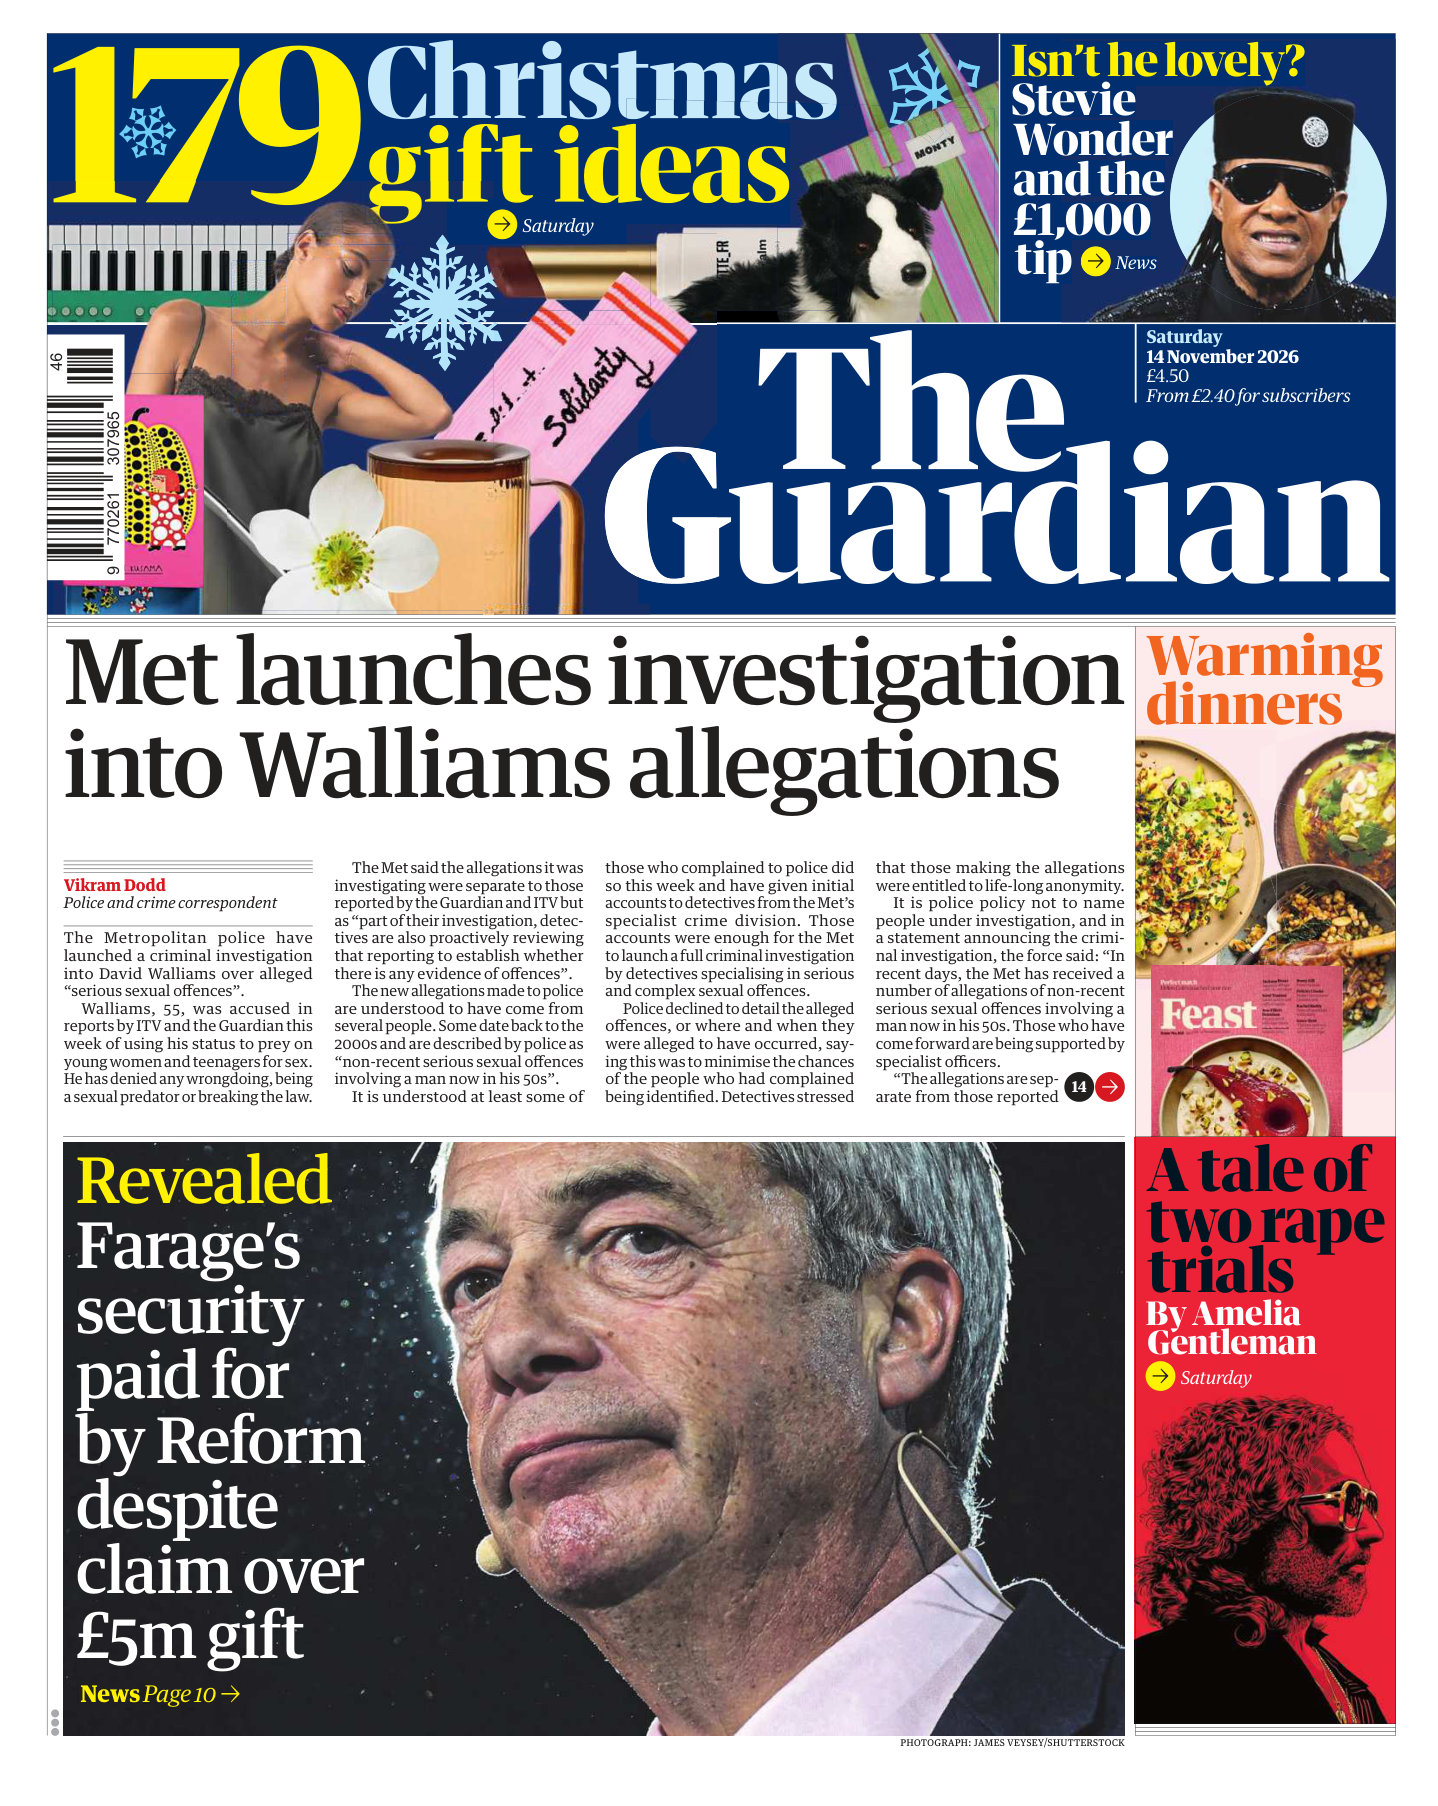 179
Christmas
gift ideas
Saturday
MONTY
Solidarity
KUSAMA
Isn't he lovely?
Stevie
Wonder
and the
£1,000
tip
News
46
9 770261 307965
Saturday
14 November 2026
£4.50
From £2.40 for subscribers
The
Guardian
Met launches investigation
into Walliams allegations
Vikram Dodd
Police and crime correspondent
The Metropolitan police have
launched a criminal investigation
into David Walliams over alleged
“serious sexual offences”.
Walliams, 55, was accused in
reports by ITV and the Guardian this
week of using his status to prey on
young women and teenagers for sex.
He has denied any wrongdoing, being
a sexual predator or breaking the law.
The Met said the allegations it was
investigating were separate to those
reported by the Guardian and ITV but
as “part of their investigation, detec-
tives are also proactively reviewing
that reporting to establish whether
there is any evidence of offences”.
The new allegations made to police
are understood to have come from
several people. Some date back to the
2000s and are described by police as
“non-recent serious sexual offences
involving a man now in his 50s”.
It is understood at least some of
those who complained to police did
so this week and have given initial
accounts to detectives from the Met’s
specialist crime division. Those
accounts were enough for the Met
to launch a full criminal investigation
by detectives specialising in serious
and complex sexual offences.
Police declined to detail the alleged
offences, or where and when they
were alleged to have occurred, say-
ing this was to minimise the chances
of the people who had complained
being identified. Detectives stressed
that those making the allegations
were entitled to life-long anonymity.
It is police policy not to name
people under investigation, and in
a statement announcing the crimi-
nal investigation, the force said: “In
recent days, the Met has received a
number of allegations of non-recent
serious sexual offences involving a
man now in his 50s. Those who have
come forward are being supported by
specialist officers.
“The allegations are sep-
arate from those reported
14
Warming
dinners
Perfect match
Feast
Revealed
Farage’s
security
paid for
by Reform
despite
claim over
£5m gift
News Page 10
PHOTOGRAPH: JAMES VEYSEY/SHUTTERSTOCK
A tale of
two rape
trials
By Amelia
Gentleman
Saturday